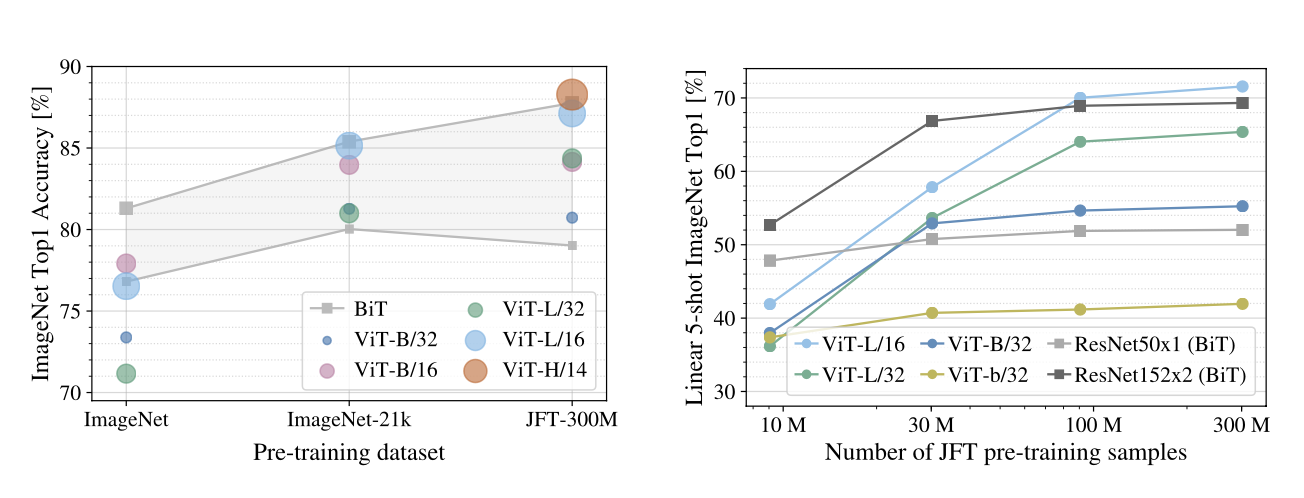 90
85
80
75
70
ImageNet Top1 Accuracy [%]
BiT
ViT-B/32
ViT-B/16
ViT-L/32
ViT-L/16
ViT-H/14
ImageNet
ImageNet-21k
JFT-300M
Pre-training dataset
70
60
50
40
30
Linear 5-shot ImageNet Top1 [%]
ViT-L/16
ViT-L/32
ViT-B/32
ViT-b/32
ResNet50x1 (BiT)
ResNet152x2 (BiT)
10 M
30 M
100 M
300 M
Number of JFT pre-training samples